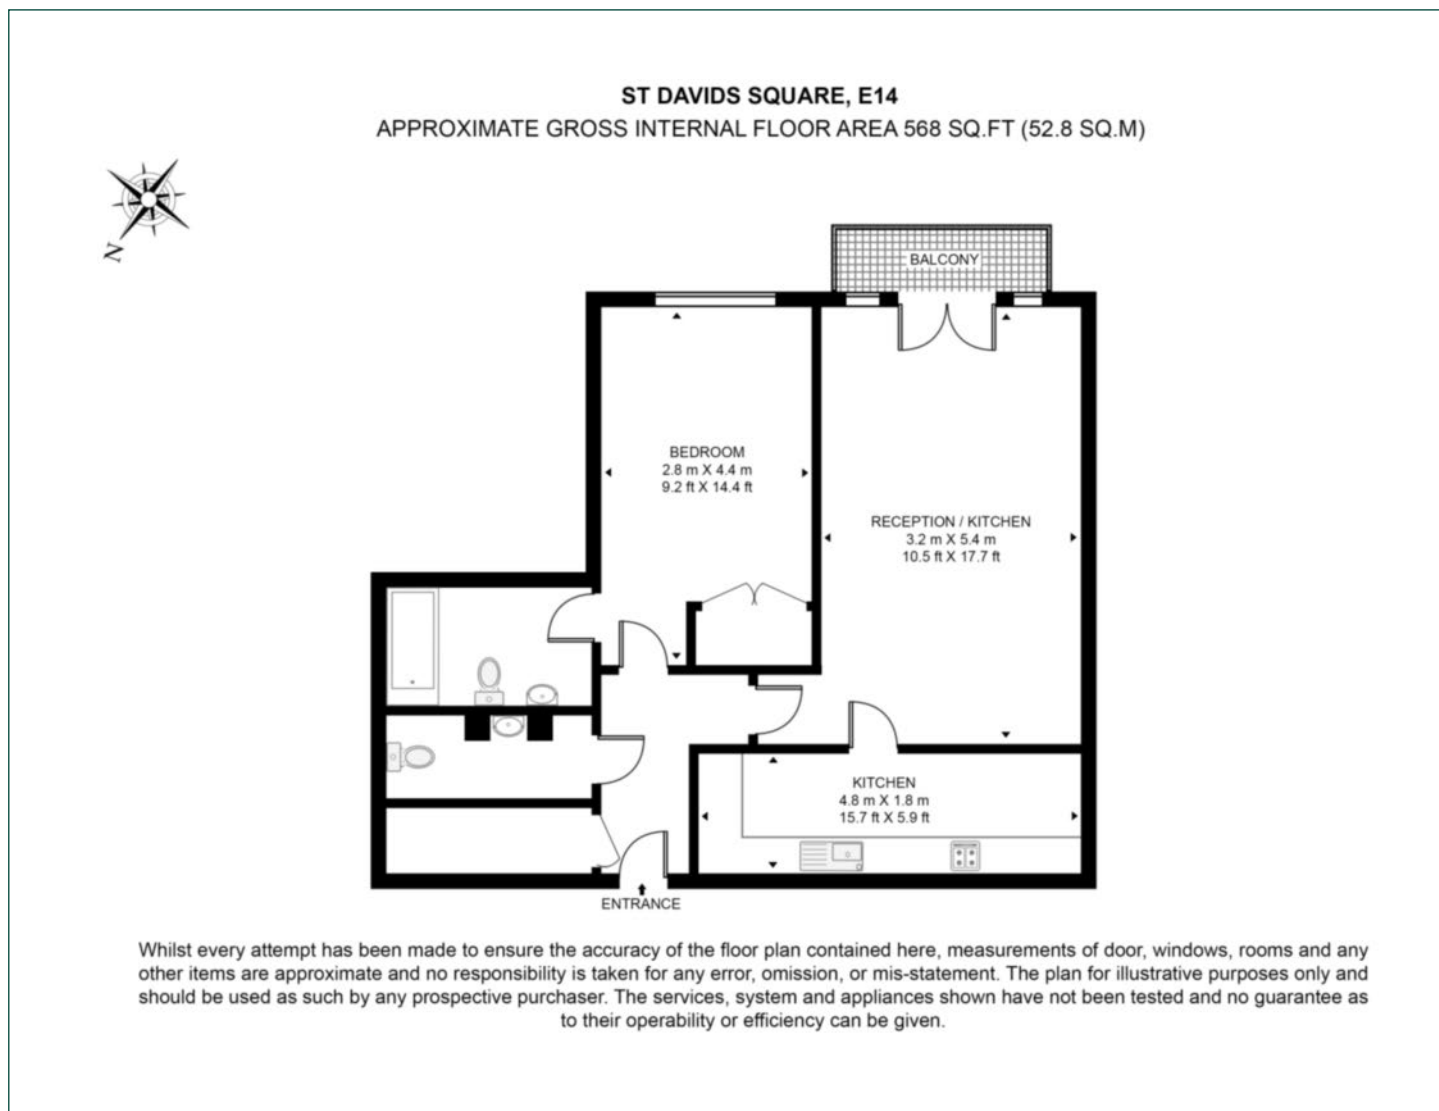 ST DAVIDS SQUARE, E14
APPROXIMATE GROSS INTERNAL FLOOR AREA 568 SQ.FT (52.8 SQ.M)
N
BALCONY
BEDROOM
2.8 m X 4.4 m
9.2 ft X 14.4 ft
RECEPTION / KITCHEN
3.2 m X 5.4 m
10.5 ft X 17.7 ft
KITCHEN
4.8 m X 1.8 m
15.7 ft X 5.9 ft
ENTRANCE
Whilst every attempt has been made to ensure the accuracy of the floor plan contained here, measurements of door, windows, rooms and any
other items are approximate and no responsibility is taken for any error, omission, or mis-statement. The plan for illustrative purposes only and
should be used as such by any prospective purchaser. The services, system and appliances shown have not been tested and no guarantee as
to their operability or efficiency can be given.